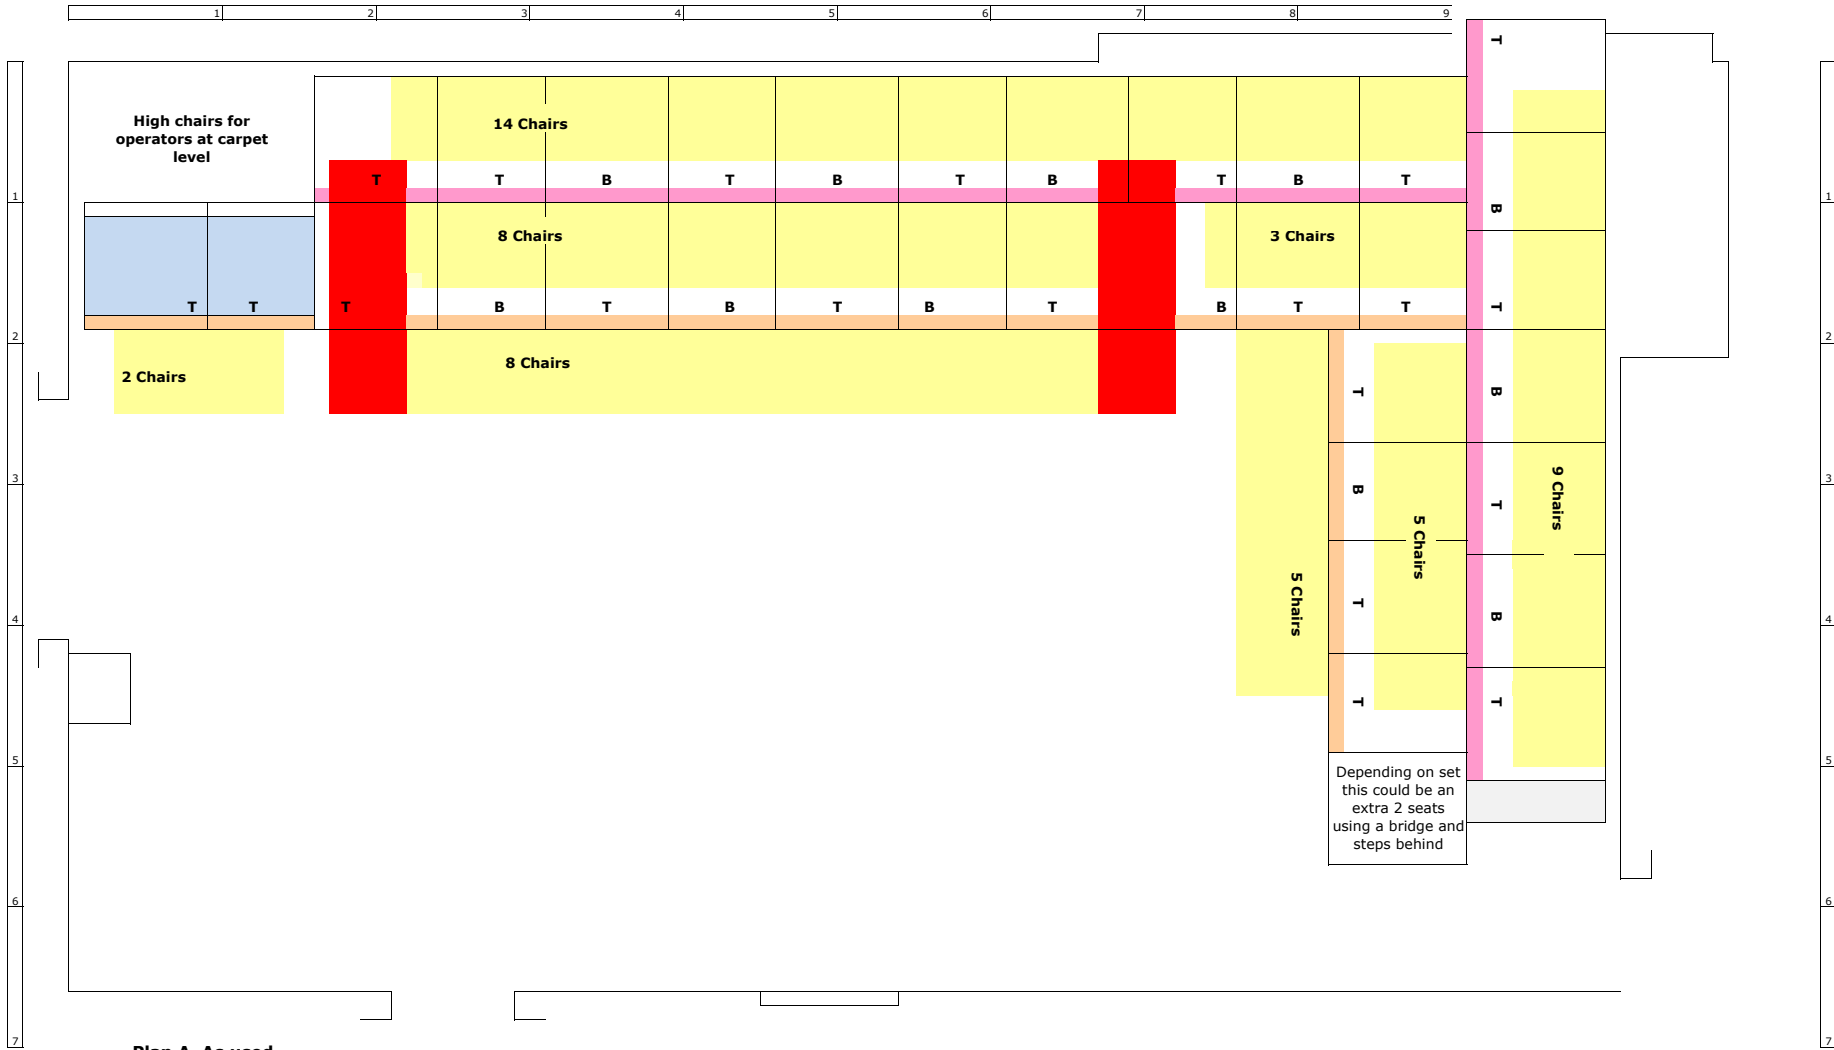 1 2 3 4 5 6 7 8 9
T
High chairs for
operators at carpet
level
14 Chairs
T T B T B T B T B T
1 1
B
8 Chairs
3 Chairs
T T T B T B T B T B T T
T
2 2
2 Chairs
8 Chairs
T
B
3 3
B
T
9 Chairs
5 Chairs
5 Chairs
T
B
4 4
T
T
5 5
Depending on set
this could be an
extra 2 seats
using a bridge and
steps behind
6 6
7 7